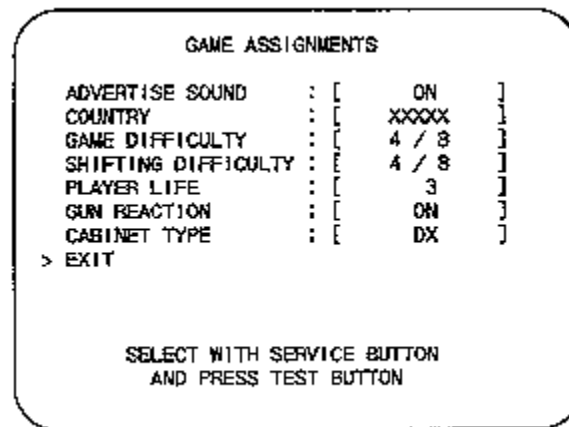 GAME ASSIGNMENTS
ADVERTISE SOUND : [ ON ]
COUNTRY : [ XXXXX ]
GAME DIFFICULTY : [ 4 / 8 ]
SHIFTING DIFFICULTY : [ 4 / 8 ]
PLAYER LIFE : [ 3 ]
GUN REACTION : [ ON ]
CABINET TYPE : [ DX ]
> EXIT
SELECT WITH SERVICE BUTTON
AND PRESS TEST BUTTON